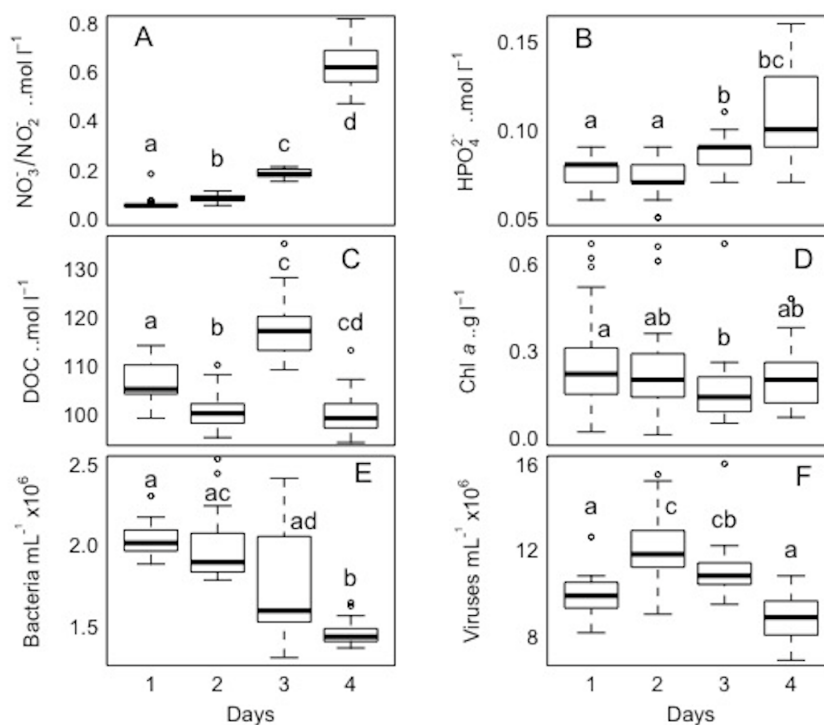 A
NO₃⁻/NO₂⁻ ..mol l⁻¹
0.8
0.6
0.4
0.2
0.0
a
b
c
d
B
HPO₄²⁻ ..mol l⁻¹
0.15
0.10
0.05
a
a
b
bc
C
DOC ..mol l⁻¹
130
120
110
100
a
b
c
cd
D
Chl a ..g l⁻¹
0.6
0.3
0.0
a
ab
b
ab
E
Bacteria mL⁻¹ x10⁶
2.5
2.0
1.5
a
ac
ad
b
1 2 3 4
Days
F
Viruses mL⁻¹ x10⁶
16
12
8
a
c
cb
a
1 2 3 4
Days